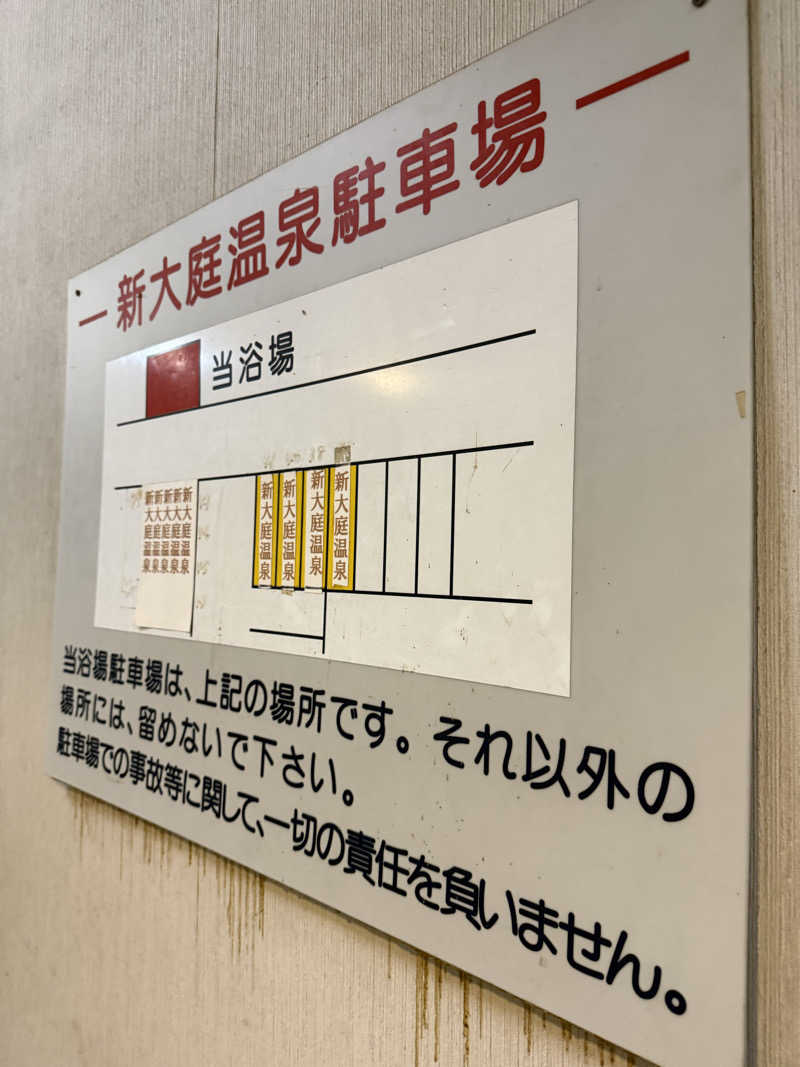 ー新大庭温泉駐車場ー
当浴場
新大庭温泉
新大庭温泉
新大庭温泉
新大庭温泉
新大庭温泉
新大庭温泉
新大庭温泉
新大庭温泉
新大庭温泉
当浴場駐車場は、上記の場所です。それ以外の
場所には、留めないで下さい。
駐車場での事故等に関して、一切の責任を負いません。